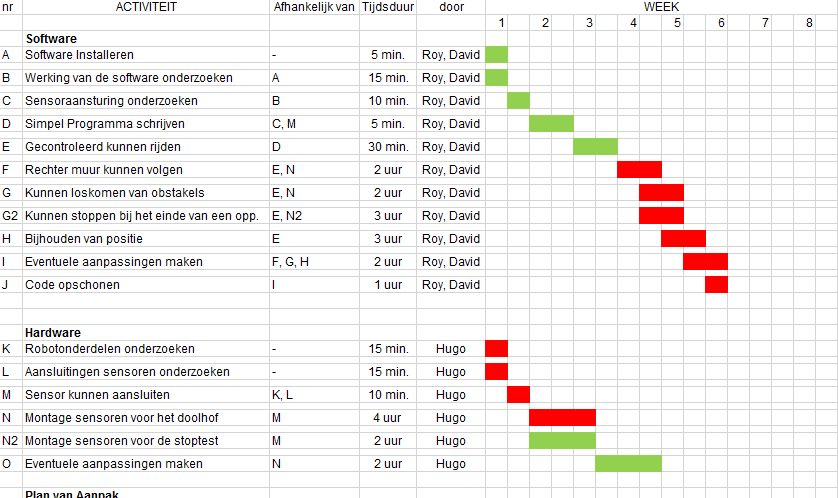 nr ACTIVITEIT Afhankelijk van Tijdsduur door WEEK
1 2 3 4 5 6 7 8
Software
A Software Installeren - 5 min. Roy, David
B Werking van de software onderzoeken A 15 min. Roy, David
C Sensoraansturing onderzoeken B 10 min. Roy, David
D Simpel Programma schrijven C, M 5 min. Roy, David
E Gecontroleerd kunnen rijden D 30 min. Roy, David
F Rechter muur kunnen volgen E, N 2 uur Roy, David
G Kunnen loskomen van obstakels E, N 2 uur Roy, David
G2 Kunnen stoppen bij het einde van een opp. E, N2 3 uur Roy, David
H Bijhouden van positie E 3 uur Roy, David
I Eventuele aanpassingen maken F, G, H 2 uur Roy, David
J Code opschonen I 1 uur Roy, David
Hardware
K Robotonderdelen onderzoeken - 15 min. Hugo
L Aansluitingen sensoren onderzoeken - 15 min. Hugo
M Sensor kunnen aansluiten K, L 10 min. Hugo
N Montage sensoren voor het doolhof M 4 uur Hugo
N2 Montage sensoren voor de stoptest M 2 uur Hugo
O Eventuele aanpassingen maken N 2 uur Hugo
Plan van Aanpak